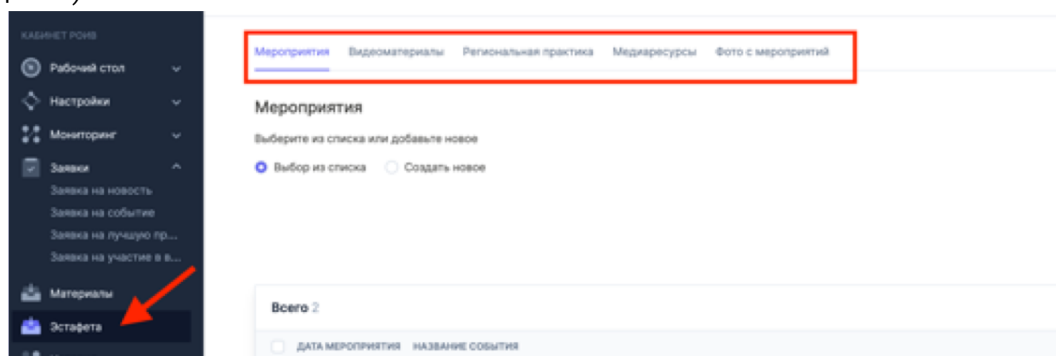 КАБИНЕТ РОИВ
Рабочий стол
Настройки
Мониторинг
Заявки
Заявка на новость
Заявка на событие
Заявка на лучшую пр...
Заявка на участие в в...
Материалы
Эстафета
Мероприятия Видеоматериалы Региональная практика Медиаресурсы Фото с мероприятий
Мероприятия
Выберите из списка или добавьте новое
Выбор из списка Создать новое
Всего 2
ДАТА МЕРОПРИЯТИЯ НАЗВАНИЕ СОБЫТИЯ